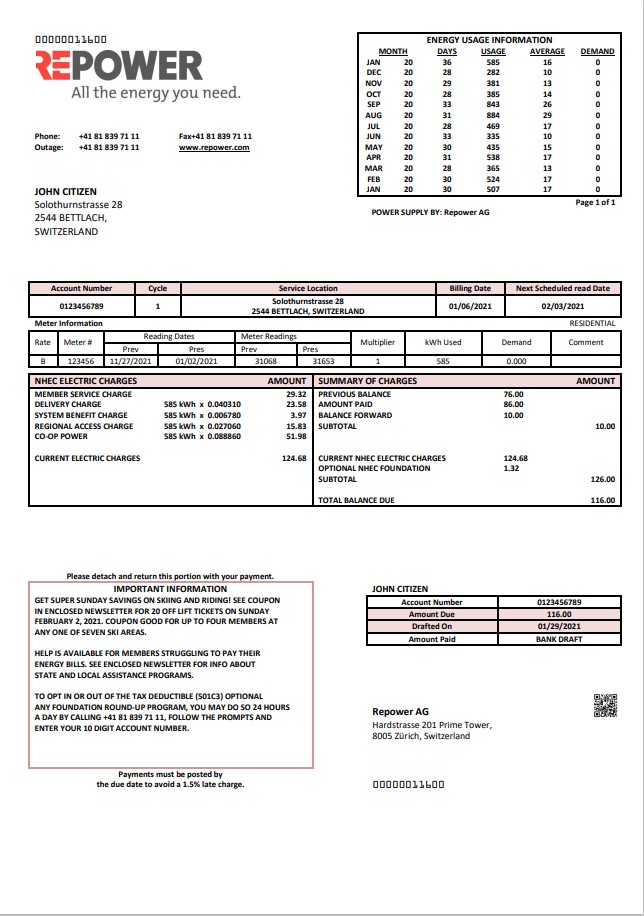 00000011600
REPOWER
All the energy you need.
Phone: +41 81 839 71 11 Fax+41 81 839 71 11
Outage: +41 81 839 71 11 www.repower.com
JOHN CITIZEN
Solothurnstrasse 28
2544 BETTLACH,
SWITZERLAND
ENERGY USAGE INFORMATION
MONTH DAYS USAGE AVERAGE DEMAND
JAN 20 36 585 16 0
DEC 20 28 282 10 0
NOV 20 29 381 13 0
OCT 20 28 385 14 0
SEP 20 33 843 26 0
AUG 20 31 884 29 0
JUL 20 28 469 17 0
JUN 20 33 335 10 0
MAY 20 30 435 15 0
APR 20 31 538 17 0
MAR 20 28 365 13 0
FEB 20 30 524 17 0
JAN 20 30 507 17 0
Page 1 of 1
POWER SUPPLY BY: Repower AG
Account Number Cycle Service Location Billing Date Next Scheduled read Date
0123456789 1 Solothurnstrasse 28 01/06/2021 02/03/2021
2544 BETTLACH, SWITZERLAND
Meter Information RESIDENTIAL
Rate Meter # Reading Dates Meter Readings Multiplier kWh Used Demand Comment
Prev Pres Prev Pres
B 123456 11/27/2021 01/02/2021 31068 31653 1 585 0.000
NHEC ELECTRIC CHARGES AMOUNT
MEMBER SERVICE CHARGE 29.32
DELIVERY CHARGE 585 kWh x 0.040310 23.58
SYSTEM BENEFIT CHARGE 585 kWh x 0.006780 3.97
REGIONAL ACCESS CHARGE 585 kWh x 0.027060 15.83
CO-OP POWER 585 kWh x 0.088860 51.98
CURRENT ELECTRIC CHARGES 124.68
SUMMARY OF CHARGES AMOUNT
PREVIOUS BALANCE 76.00
AMOUNT PAID 86.00
BALANCE FORWARD 10.00
SUBTOTAL 10.00
CURRENT NHEC ELECTRIC CHARGES 124.68
OPTIONAL NHEC FOUNDATION 1.32
SUBTOTAL 126.00
TOTAL BALANCE DUE 116.00
Please detach and return this portion with your payment.
IMPORTANT INFORMATION
GET SUPER SUNDAY SAVINGS ON SKIING AND RIDING! SEE COUPON
IN ENCLOSED NEWSLETTER FOR 20 OFF LIFT TICKETS ON SUNDAY
FEBRUARY 2, 2021. COUPON GOOD FOR UP TO FOUR MEMBERS AT
ANY ONE OF SEVEN SKI AREAS.
HELP IS AVAILABLE FOR MEMBERS STRUGGLING TO PAY THEIR
ENERGY BILLS. SEE ENCLOSED NEWSLETTER FOR INFO ABOUT
STATE AND LOCAL ASSISTANCE PROGRAMS.
TO OPT IN OR OUT OF THE TAX DEDUCTIBLE (501C3) OPTIONAL
ANY FOUNDATION ROUND-UP PROGRAM, YOU MAY DO SO 24 HOURS
A DAY BY CALLING +41 81 839 71 11, FOLLOW THE PROMPTS AND
ENTER YOUR 10 DIGIT ACCOUNT NUMBER.
Payments must be posted by
the due date to avoid a 1.5% late charge.
JOHN CITIZEN
Account Number 0123456789
Amount Due 116.00
Drafted On 01/29/2021
Amount Paid BANK DRAFT
Repower AG
Hardstrasse 201 Prime Tower,
8005 Zürich, Switzerland
00000011600